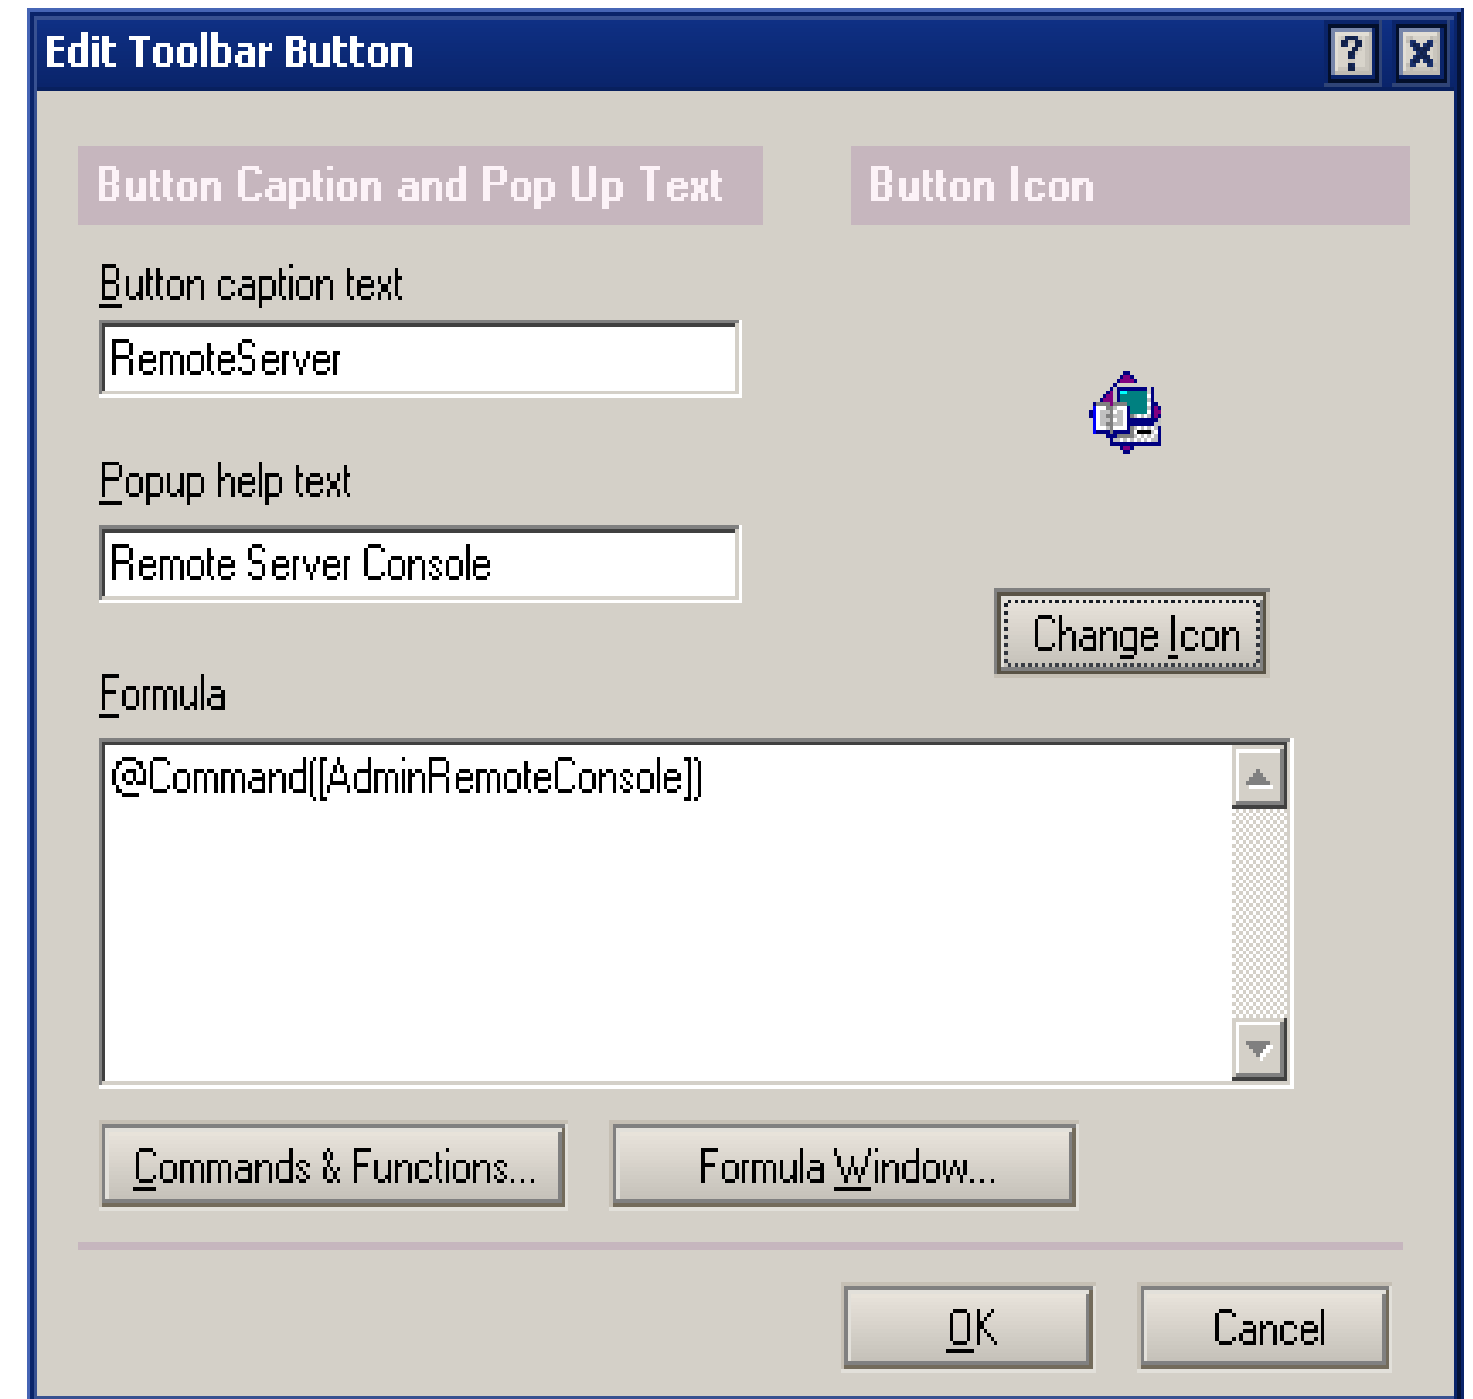 Edit Toolbar Button
Button Caption and Pop Up Text
Button Icon
Button caption text
RemoteServer
Popup help text
Remote Server Console
Change Icon
Formula
@Command([AdminRemoteConsole])
Commands & Functions...
Formula Window...
OK
Cancel